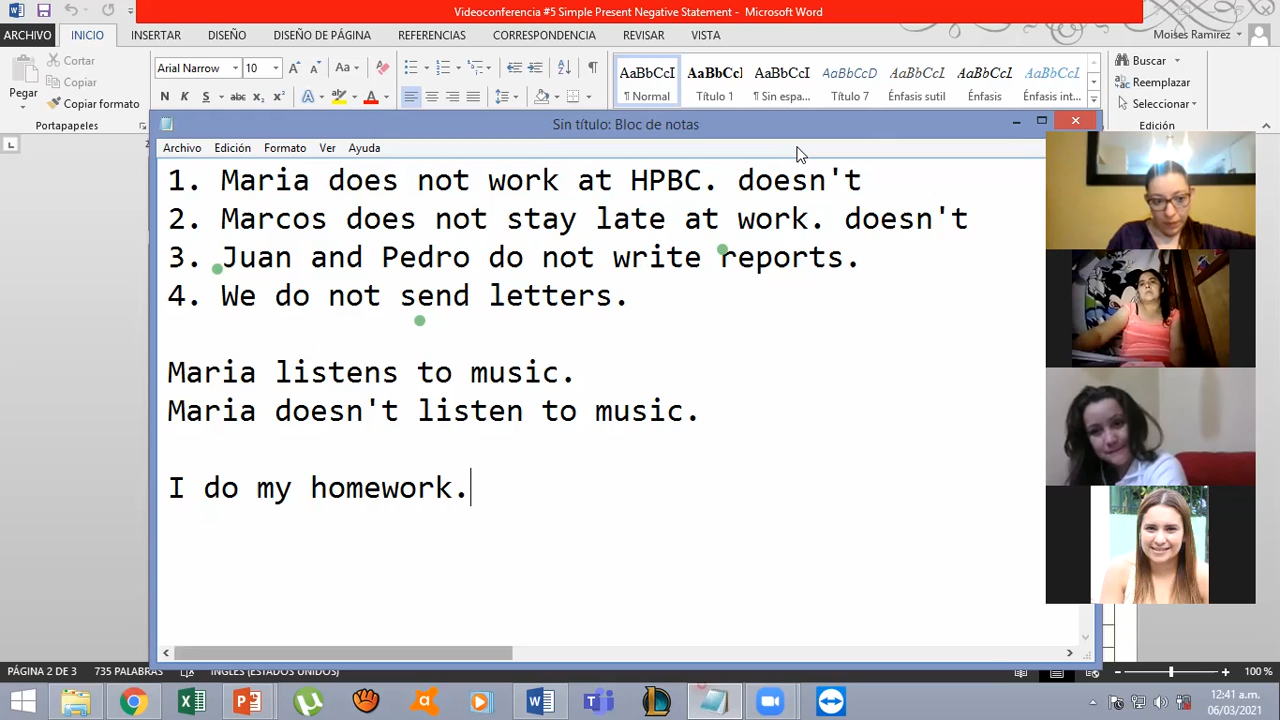 Videoconferencia #5 Simple Present Negative Statement - Microsoft Word
ARCHIVO INICIO INSERTAR DISEÑO DISEÑO DE PÁGINA REFERENCIAS CORRESPONDENCIA REVISAR VISTA Moises Ramirez
Cortar
Copiar
Copiar formato
Pegar
Portapapeles
Arial Narrow 10
N K S abc x₂ x²
AaBbCcI AaBbCcI AaBbCcI AaBbCcD AaBbCcI AaBbCcI AaBbCcI
¶ Normal Título 1 ¶ Sin espa... Título 7 Énfasis sutil Énfasis Énfasis int...
Buscar
Reemplazar
Seleccionar
Edición
Sin título: Bloc de notas
Archivo Edición Formato Ver Ayuda
1. Maria does not work at HPBC. doesn't
2. Marcos does not stay late at work. doesn't
3. Juan and Pedro do not write reports.
4. We do not send letters.
Maria listens to music.
Maria doesn't listen to music.
I do my homework.
PÁGINA 2 DE 3 735 PALABRAS INGLÉS (ESTADOS UNIDOS) 100 %
12:41 a.m.
06/03/2021